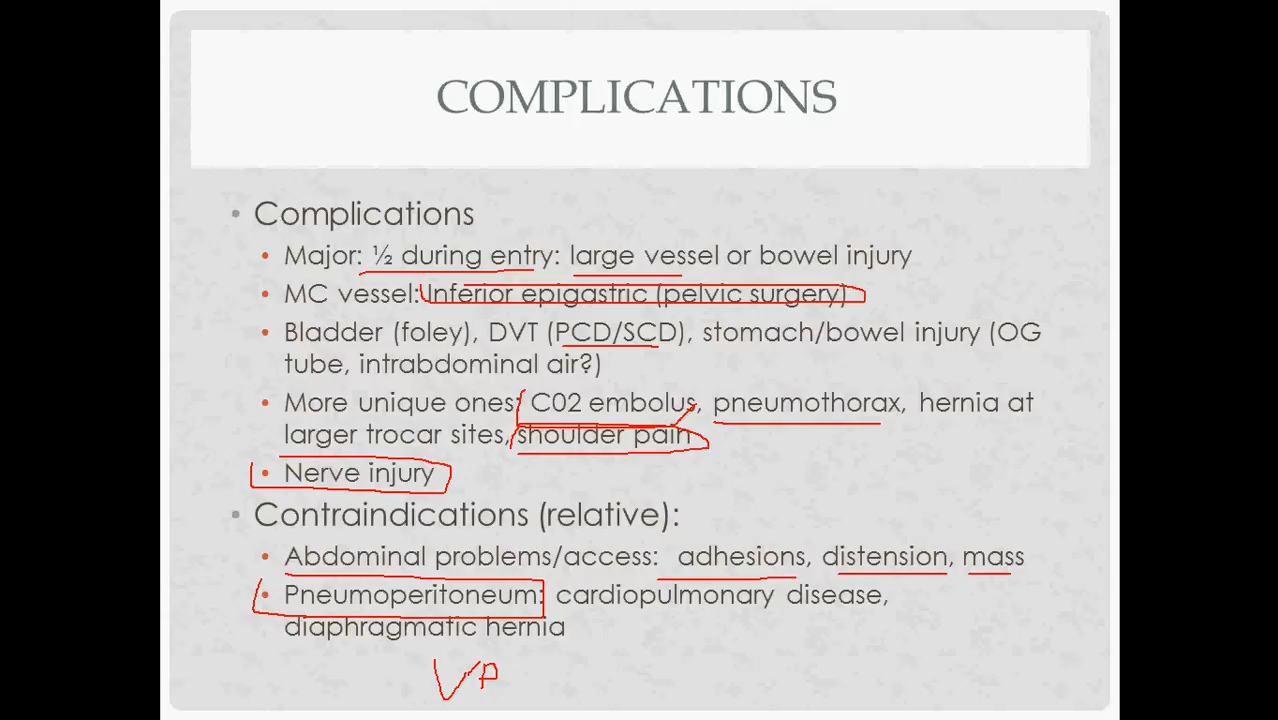 COMPLICATIONS
• Complications
• Major: ½ during entry: large vessel or bowel injury
• MC vessel: Inferior epigastric (pelvic surgery)
• Bladder (foley), DVT (PCD/SCD), stomach/bowel injury (OG
tube, intrabdominal air?)
• More unique ones: C02 embolus, pneumothorax, hernia at
larger trocar sites, shoulder pain
• Nerve injury
• Contraindications (relative):
• Abdominal problems/access: adhesions, distension, mass
• Pneumoperitoneum: cardiopulmonary disease,
diaphragmatic hernia
VP